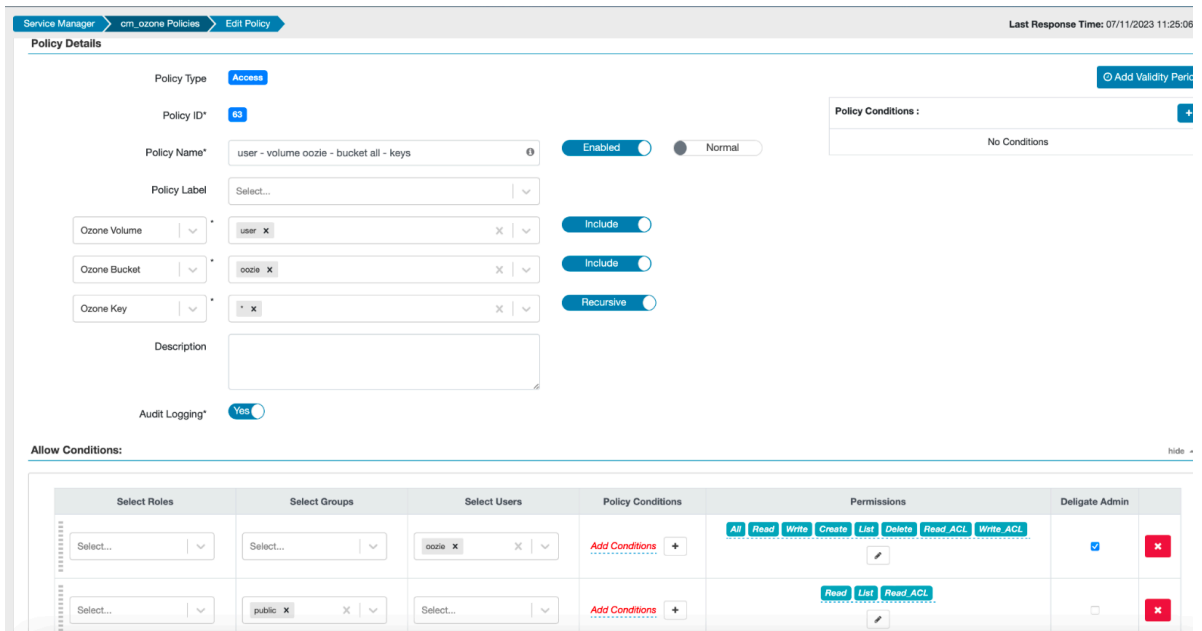 Service Manager cm_ozone Policies Edit Policy Last Response Time: 07/11/2023 11:25:06
Policy Details
Policy Type Access
Add Validity Perio
Policy ID* 63
Policy Conditions : +
No Conditions
Policy Name* user - volume oozie - bucket all - keys Enabled Normal
Policy Label Select...
Ozone Volume * user x Include
Ozone Bucket * oozie x Include
Ozone Key * * x Recursive
Description
Audit Logging* Yes
Allow Conditions: hide
Select Roles Select Groups Select Users Policy Conditions Permissions Deligate Admin
Select... Select... oozie x Add Conditions + All Read Write Create List Delete Read_ACL Write_ACL
Select... public x Select... Add Conditions + Read List Read_ACL